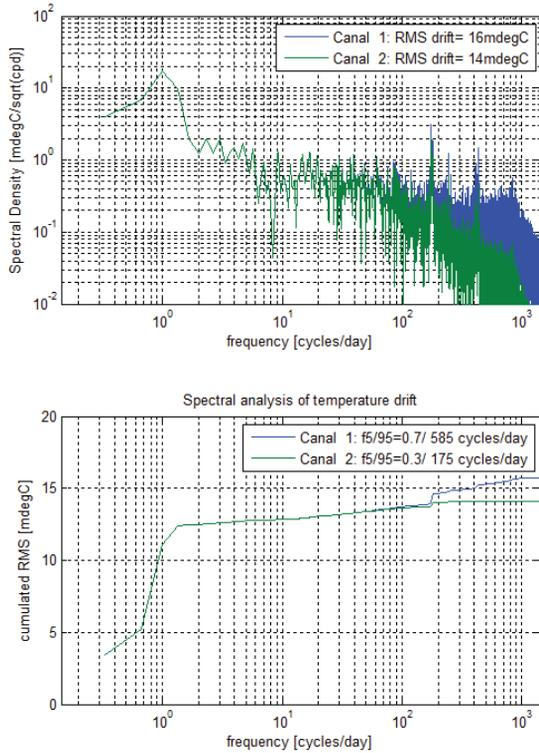 10^2
10^1
10^0
10^-1
10^-2
Spectral Density [mdegC/sqrt(cpd)]
Canal 1: RMS drift= 16mdegC
Canal 2: RMS drift= 14mdegC
10^0 10^1 10^2 10^3
frequency [cycles/day]
Spectral analysis of temperature drift
20
15
10
5
0
cumulated RMS [mdegC]
Canal 1: f5/95=0.7/ 585 cycles/day
Canal 2: f5/95=0.3/ 175 cycles/day
10^0 10^1 10^2 10^3
frequency [cycles/day]